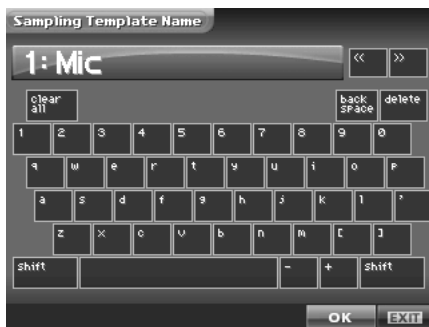 Sampling Template Name
1: Mic << >>
clear all back space delete
1 2 3 4 5 6 7 8 9 0
q w e r t y u i o p
a s d f g h j k l '
z x c v b n m [ ]
shift - + shift
OK EXIT